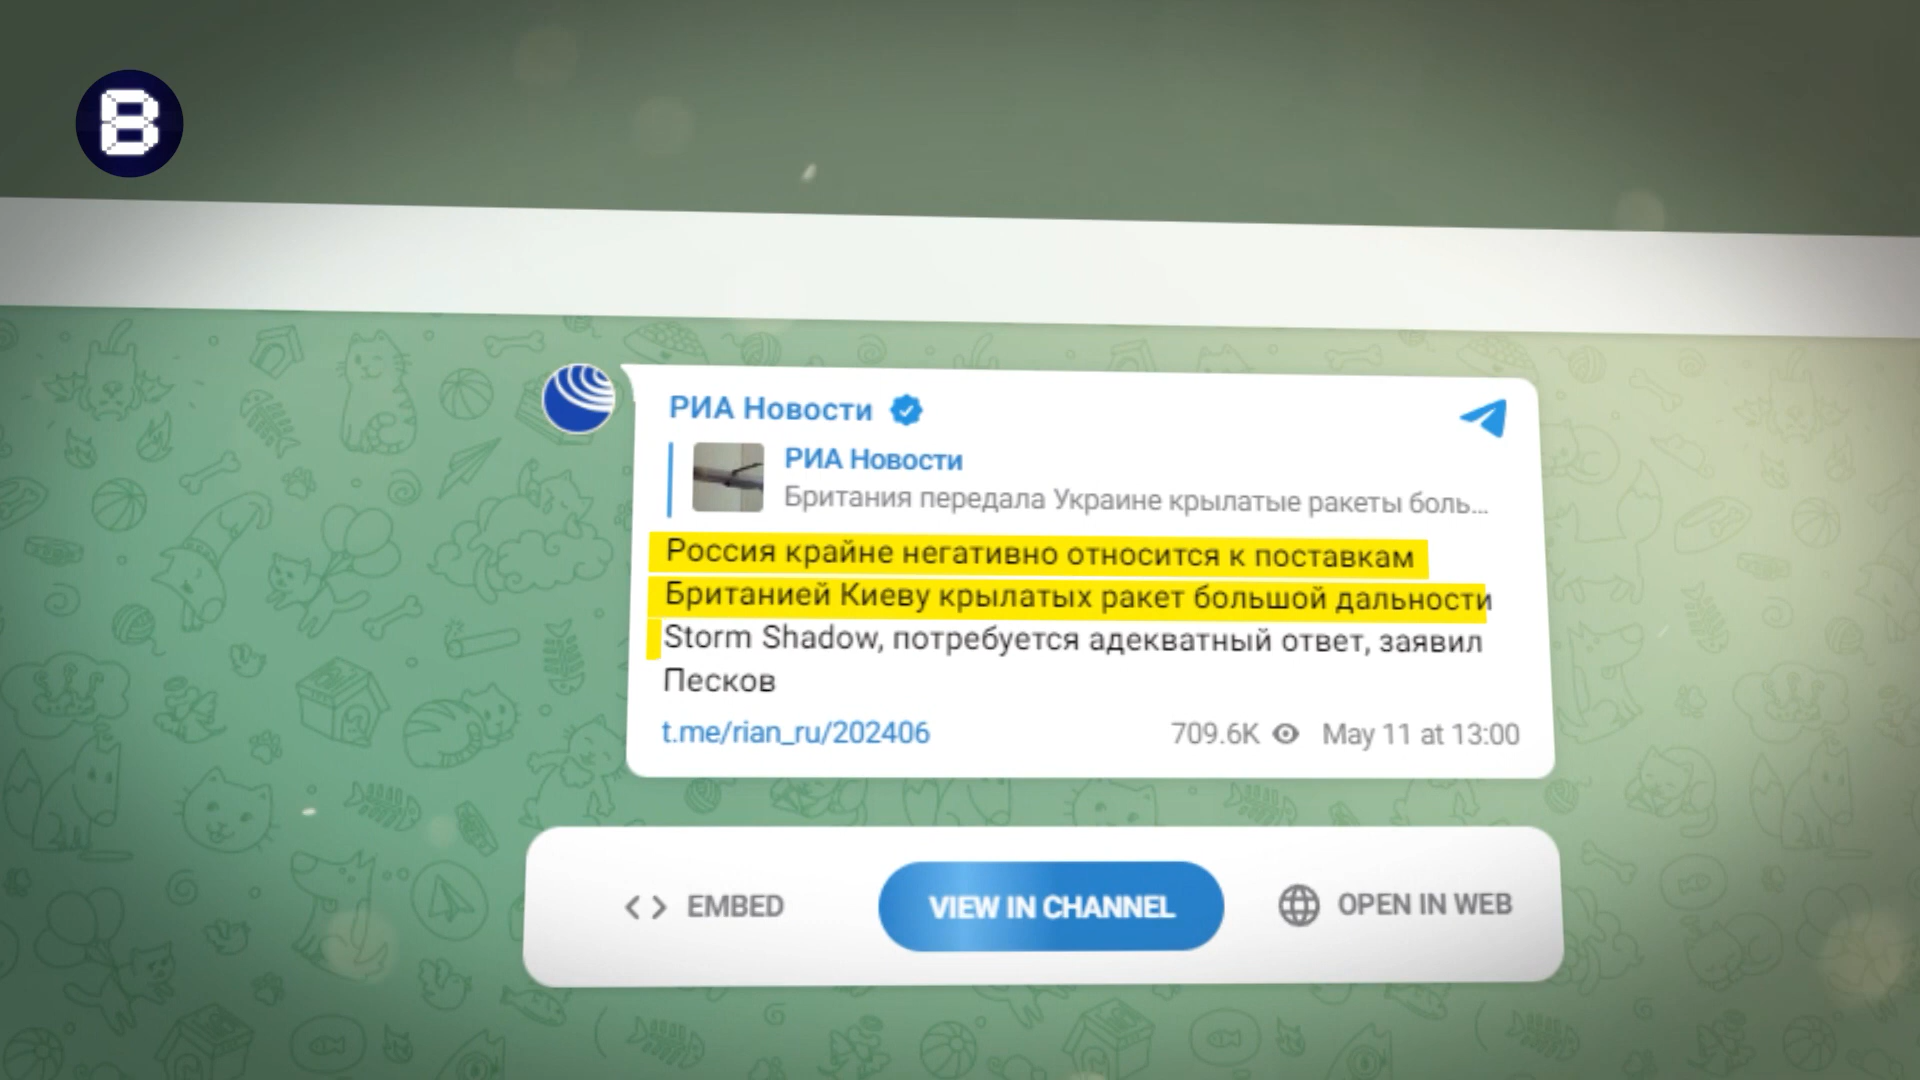 B
РИА Новости
РИА Новости
Британия передала Украине крылатые ракеты боль...
Россия крайне негативно относится к поставкам
Британией Киеву крылатых ракет большой дальности
Storm Shadow, потребуется адекватный ответ, заявил
Песков
t.me/rian_ru/202406 709.6K May 11 at 13:00
EMBED VIEW IN CHANNEL OPEN IN WEB